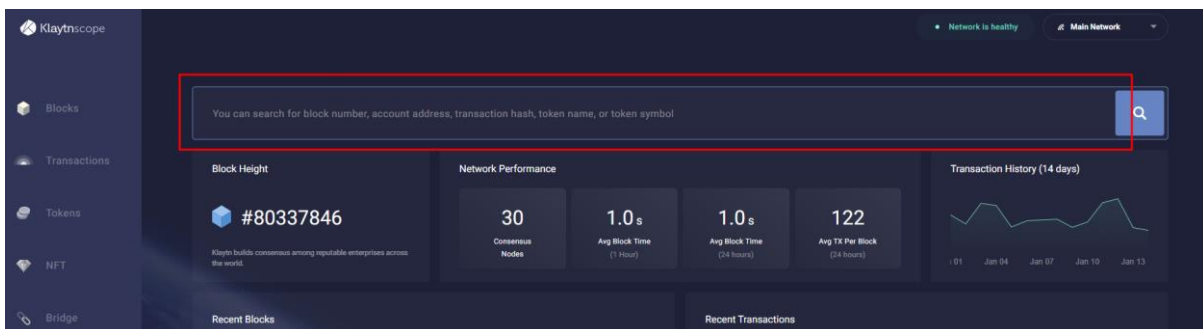 Klaytnscope
Network is healthy
Main Network
Blocks
You can search for block number, account address, transaction hash, token name, or token symbol
Transactions
Block Height
Network Performance
Transaction History (14 days)
#80337846
30
1.0 s
1.0 s
122
Consensus
Nodes
Avg Block Time
(1 Hour)
Avg Block Time
(24 hours)
Avg TX Per Block
(24 hours)
Klaytn builds consensus among reputable enterprises across
the world.
01 Jan 04 Jan 07 Jan 10 Jan 13
Tokens
NFT
Bridge
Recent Blocks
Recent Transactions